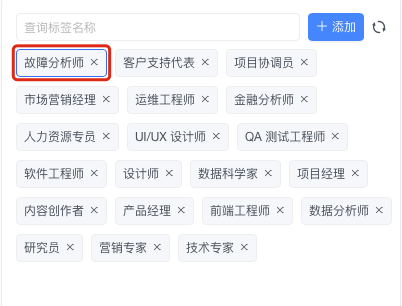 查询标签名称 + 添加
故障分析师 × 客户支持代表 × 项目协调员 ×
市场营销经理 × 运维工程师 × 金融分析师 ×
人力资源专员 × UI/UX 设计师 × QA 测试工程师 ×
软件工程师 × 设计师 × 数据科学家 × 项目经理 ×
内容创作者 × 产品经理 × 前端工程师 × 数据分析师 ×
研究员 × 营销专家 × 技术专家 ×